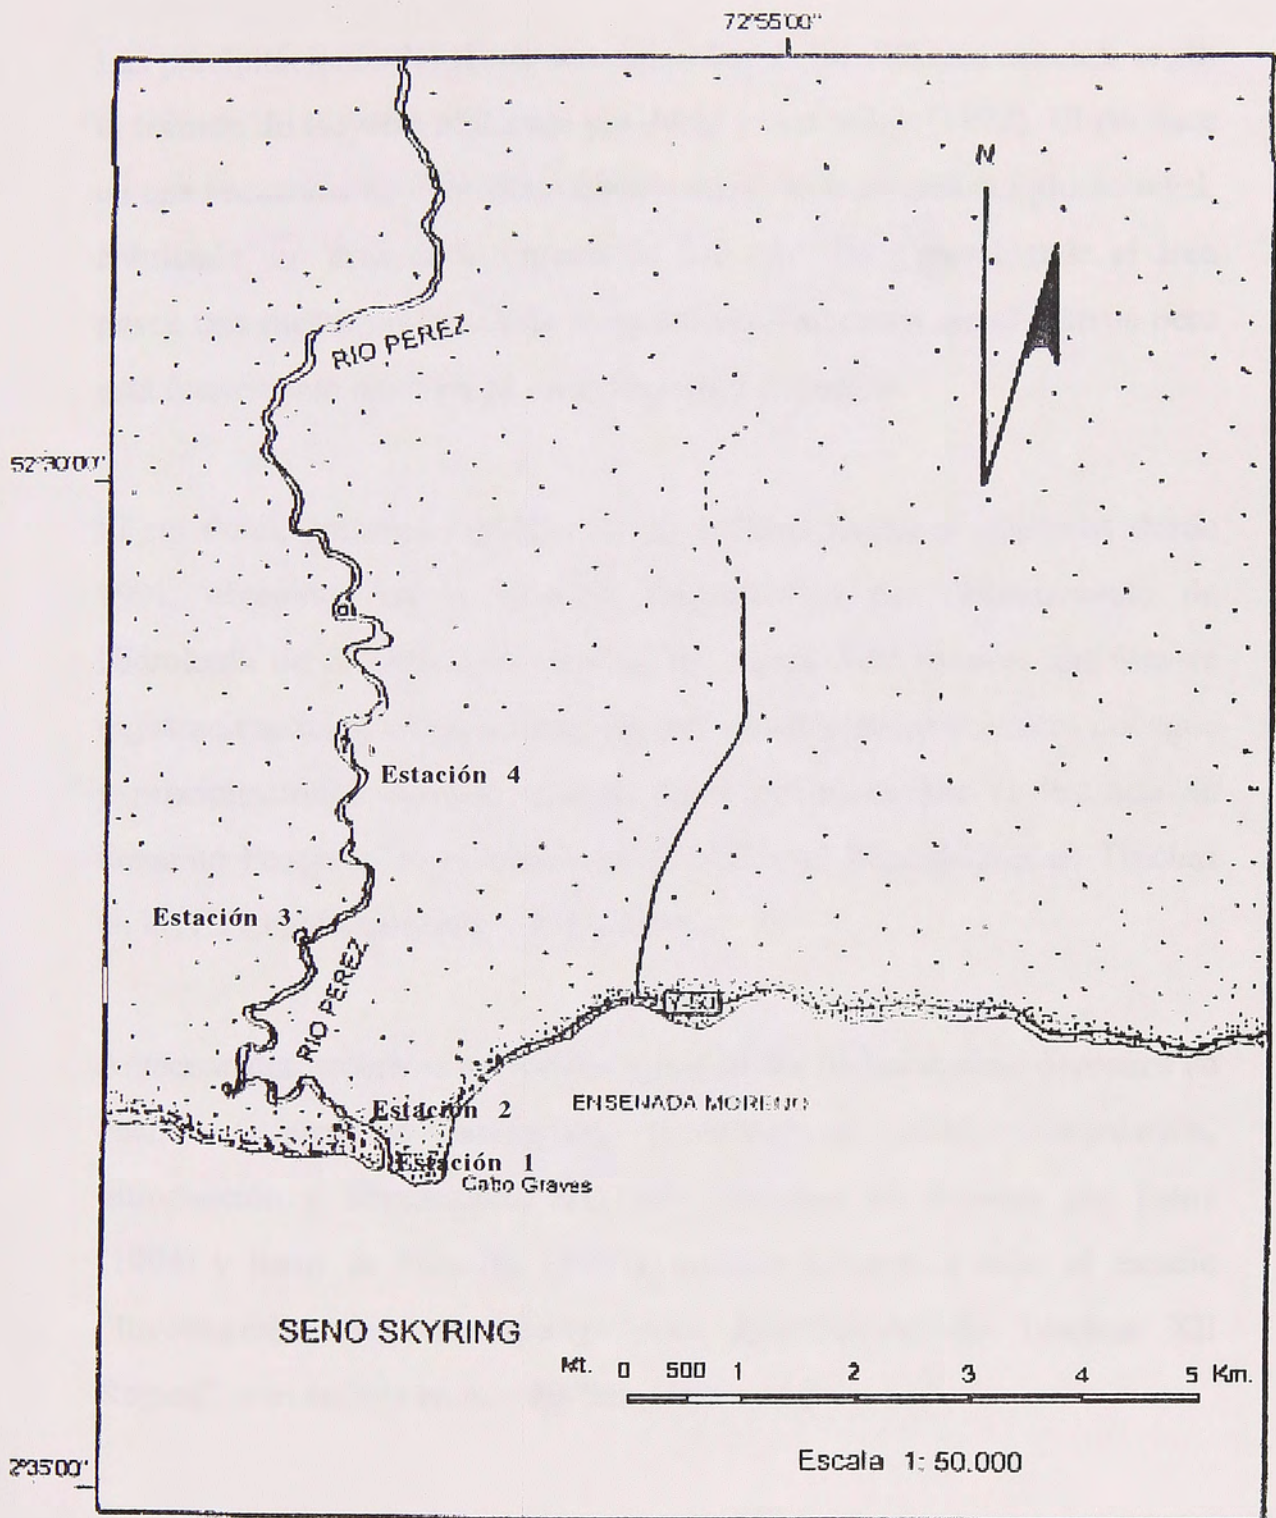 72°55'00"
N
RIO PEREZ
52°30'00"
Estación 4
Estación 3
RIO PEREZ
ENSENADA MORENO
Estación 2
Estación 1
Cabo Graves
SENO SKYRING
Mt. 0 500 1 2 3 4 5 Km.
Escala 1: 50.000
2°35'00"